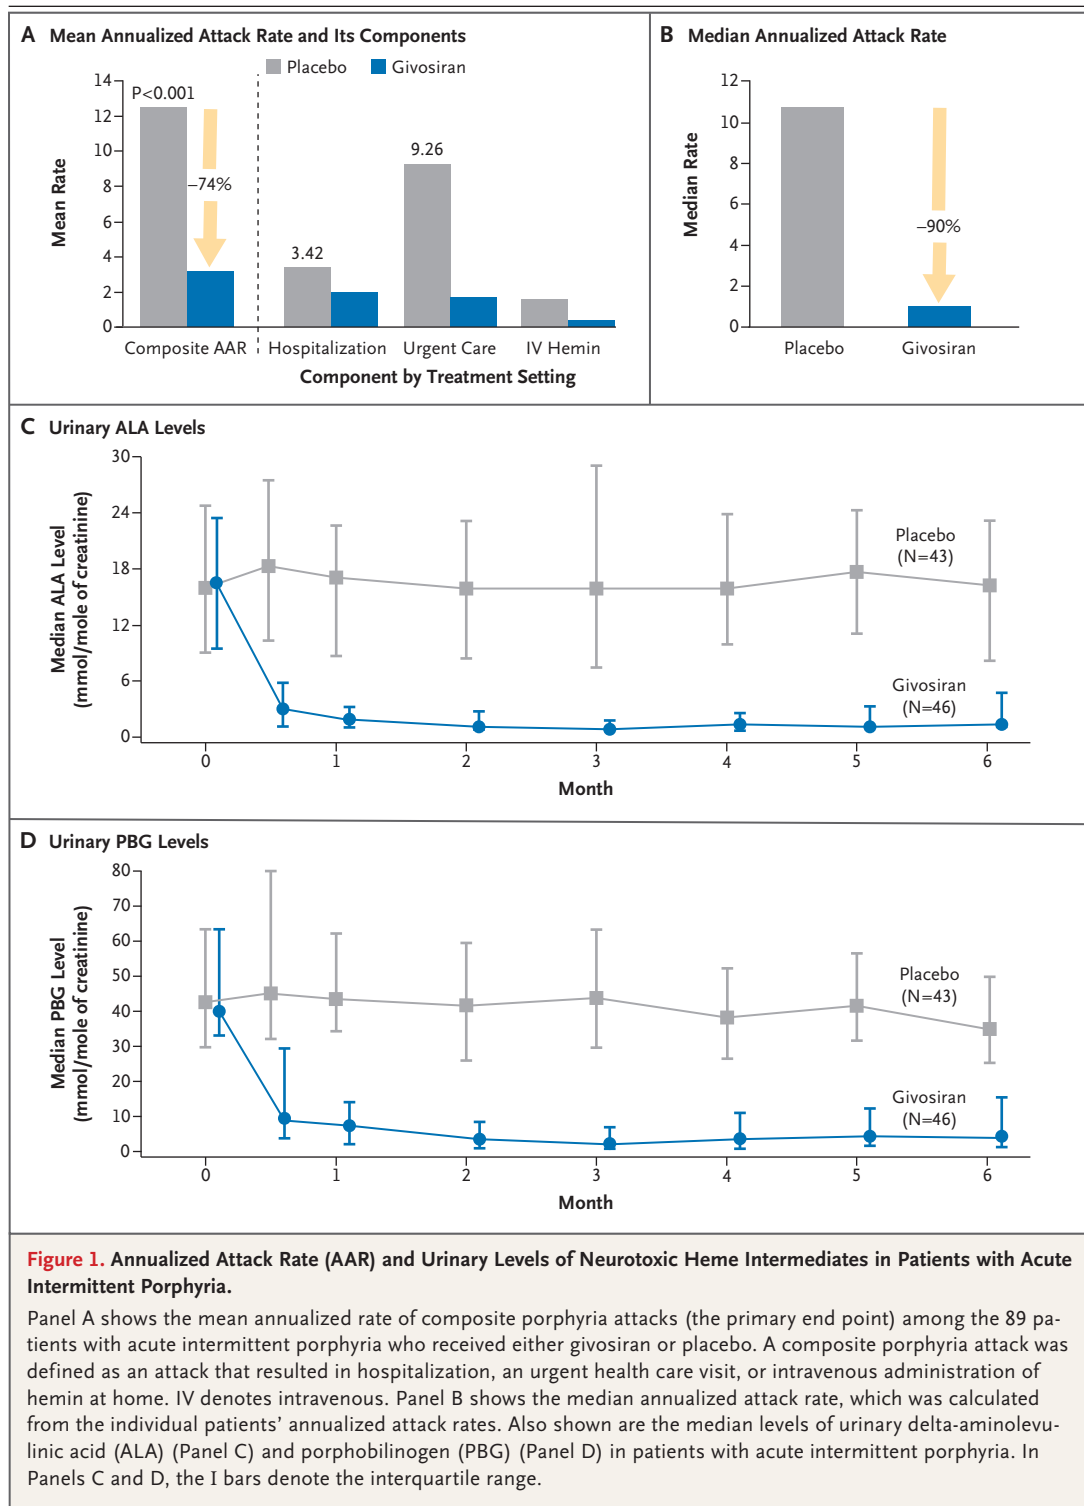 A Mean Annualized Attack Rate and Its Components
Placebo Givosiran
Mean Rate
14
12
10
8
6
4
2
0
P<0.001
–74%
3.42
9.26
Composite AAR Hospitalization Urgent Care IV Hemin
Component by Treatment Setting
B Median Annualized Attack Rate
Median Rate
12
10
8
6
4
2
0
–90%
Placebo Givosiran
C Urinary ALA Levels
Median ALA Level
(mmol/mole of creatinine)
30
24
18
12
6
0
Placebo
(N=43)
Givosiran
(N=46)
0 1 2 3 4 5 6
Month
D Urinary PBG Levels
Median PBG Level
(mmol/mole of creatinine)
80
70
60
50
40
30
20
10
0
Placebo
(N=43)
Givosiran
(N=46)
0 1 2 3 4 5 6
Month
Figure 1. Annualized Attack Rate (AAR) and Urinary Levels of Neurotoxic Heme Intermediates in Patients with Acute
Intermittent Porphyria.
Panel A shows the mean annualized rate of composite porphyria attacks (the primary end point) among the 89 pa-
tients with acute intermittent porphyria who received either givosiran or placebo. A composite porphyria attack was
defined as an attack that resulted in hospitalization, an urgent health care visit, or intravenous administration of
hemin at home. IV denotes intravenous. Panel B shows the median annualized attack rate, which was calculated
from the individual patients’ annualized attack rates. Also shown are the median levels of urinary delta-aminolevu-
linic acid (ALA) (Panel C) and porphobilinogen (PBG) (Panel D) in patients with acute intermittent porphyria. In
Panels C and D, the I bars denote the interquartile range.